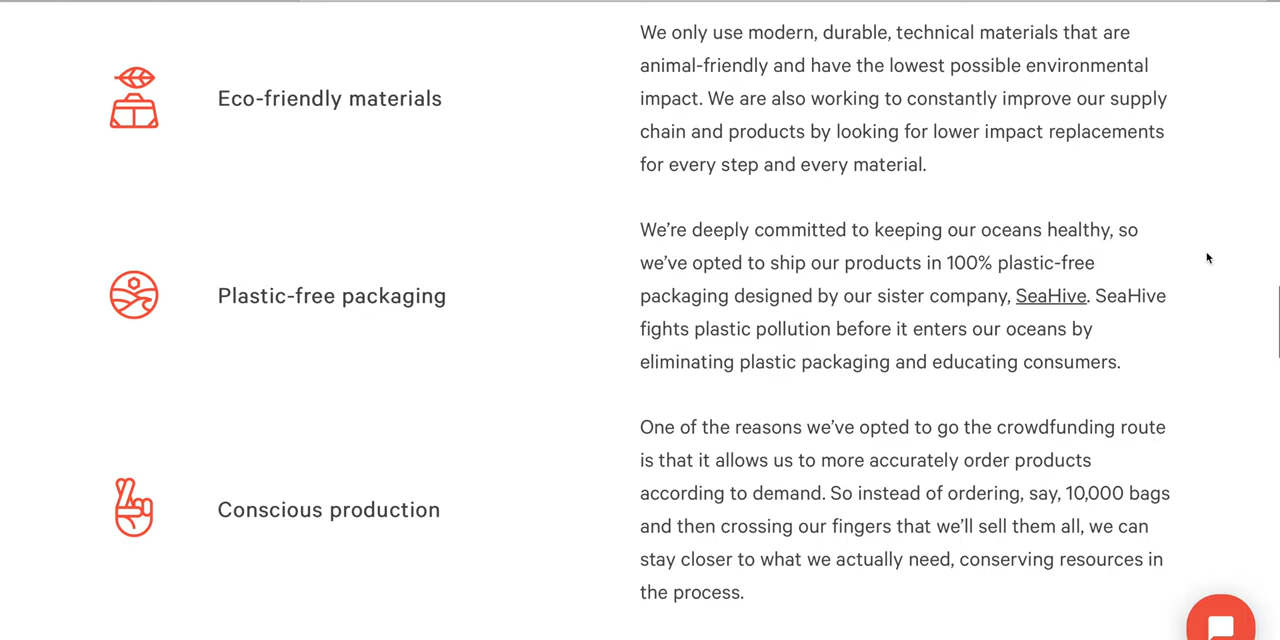 Eco-friendly materials
We only use modern, durable, technical materials that are
animal-friendly and have the lowest possible environmental
impact. We are also working to constantly improve our supply
chain and products by looking for lower impact replacements
for every step and every material.
Plastic-free packaging
We’re deeply committed to keeping our oceans healthy, so
we’ve opted to ship our products in 100% plastic-free
packaging designed by our sister company, SeaHive. SeaHive
fights plastic pollution before it enters our oceans by
eliminating plastic packaging and educating consumers.
Conscious production
One of the reasons we’ve opted to go the crowdfunding route
is that it allows us to more accurately order products
according to demand. So instead of ordering, say, 10,000 bags
and then crossing our fingers that we’ll sell them all, we can
stay closer to what we actually need, conserving resources in
the process.